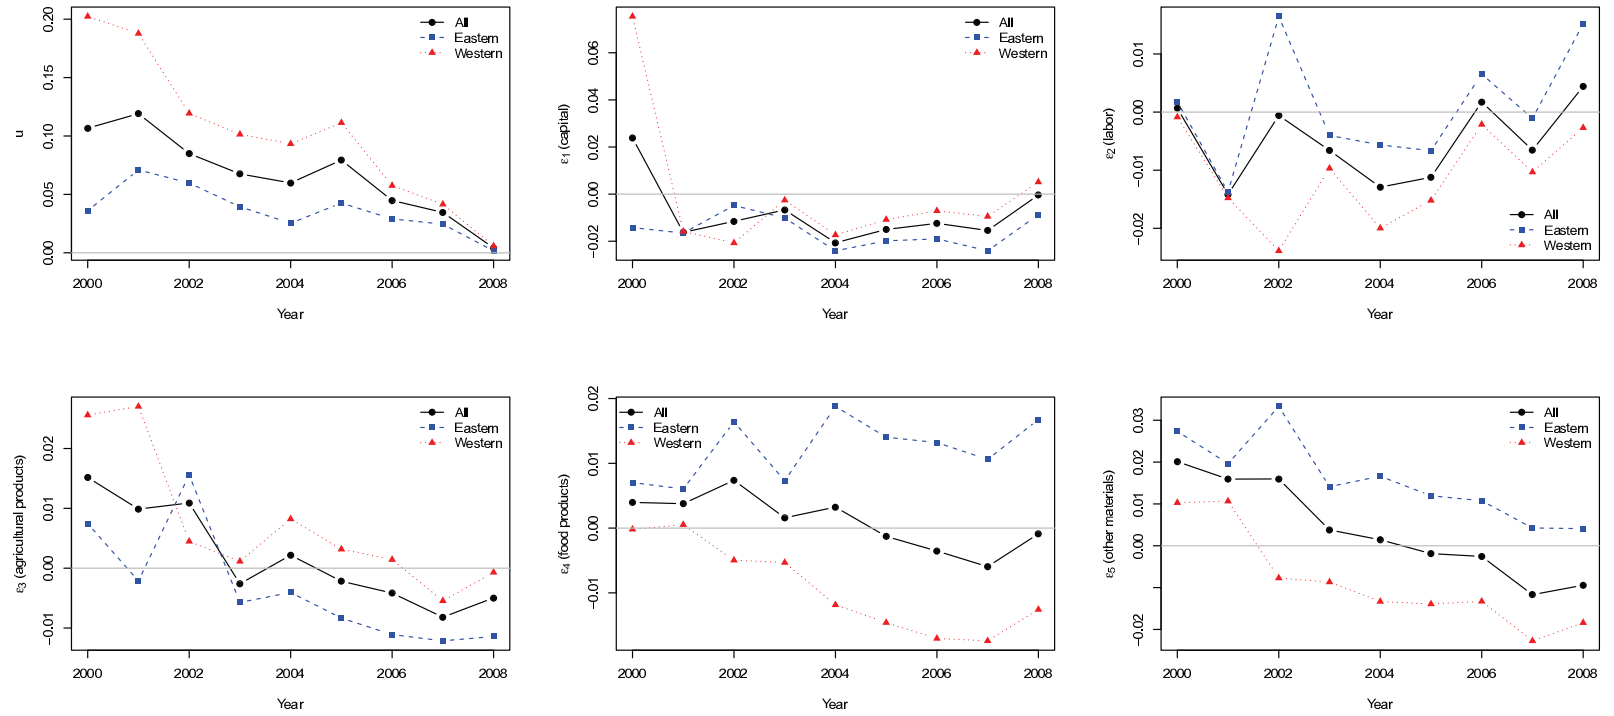 u
0.00 0.05 0.10 0.15 0.20
All
Eastern
Western
2000 2002 2004 2006 2008
Year
ε1 (capital)
−0.02 0.00 0.02 0.04 0.06
All
Eastern
Western
2000 2002 2004 2006 2008
Year
ε2 (labor)
−0.02 −0.01 0.00 0.01
All
Eastern
Western
2000 2002 2004 2006 2008
Year
ε3 (agricultural products)
−0.01 0.00 0.01 0.02
All
Eastern
Western
2000 2002 2004 2006 2008
Year
ε4 (food products)
−0.01 0.00 0.01 0.02
All
Eastern
Western
2000 2002 2004 2006 2008
Year
ε5 (other materials)
−0.02 0.00 0.01 0.02 0.03
All
Eastern
Western
2000 2002 2004 2006 2008
Year